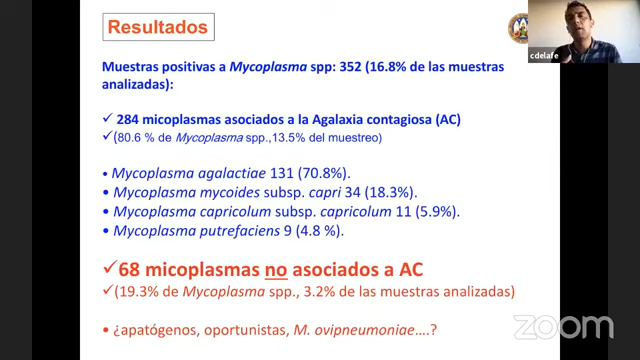 Resultados
Muestras positivas a Mycoplasma spp: 352 (16.8% de las muestras
analizadas):
✓ 284 micoplasmas asociados a la Agalaxia contagiosa (AC)
✓(80.6 % de Mycoplasma spp.,13.5% del muestreo)
• Mycoplasma agalactiae 131 (70.8%).
• Mycoplasma mycoides subsp. capri 34 (18.3%).
• Mycoplasma capricolum subsp. capricolum 11 (5.9%).
• Mycoplasma putrefaciens 9 (4.8 %).
✓68 micoplasmas no asociados a AC
✓(19.3% de Mycoplasma spp., 3.2% de las muestras analizadas)
• ¿apatógenos, oportunistas, M. ovipneumoniae….?
cdelafe
zoom